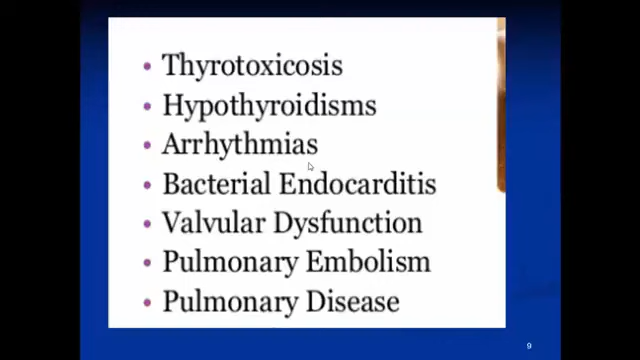 • Thyrotoxicosis
• Hypothyroidisms
• Arrhythmias
• Bacterial Endocarditis
• Valvular Dysfunction
• Pulmonary Embolism
• Pulmonary Disease
9